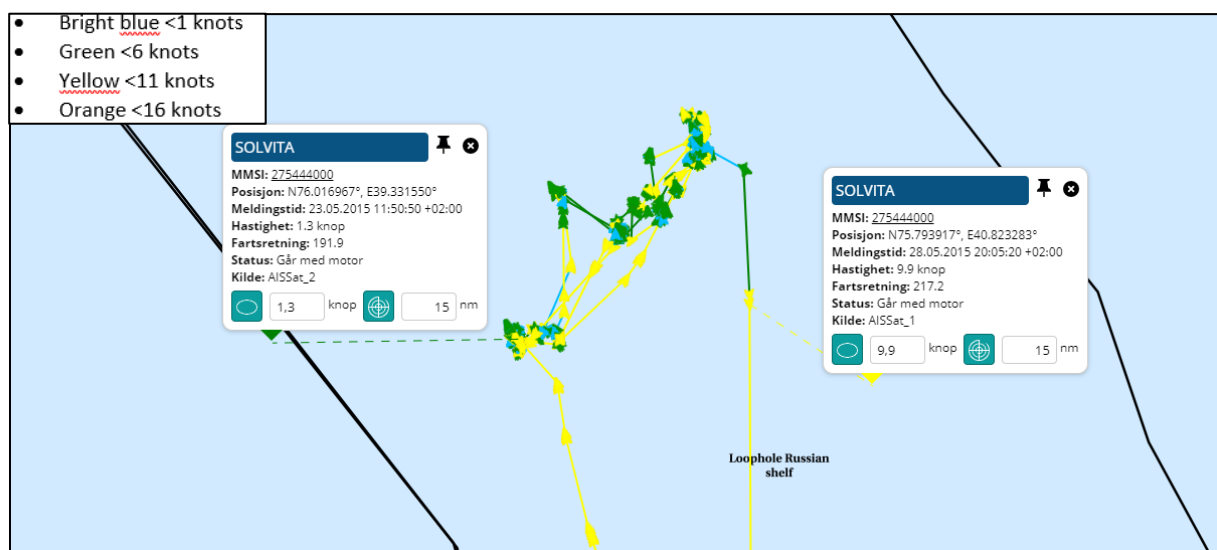 • Bright blue <1 knots
• Green <6 knots
• Yellow <11 knots
• Orange <16 knots
SOLVITA
MMSI: 275444000
Posisjon: N76.016967°, E39.331550°
Meldingstid: 23.05.2015 11:50:50 +02:00
Hastighet: 1.3 knop
Fartsretning: 191.9
Status: Går med motor
Kilde: AISSat_2
1,3 knop 15 nm
SOLVITA
MMSI: 275444000
Posisjon: N75.793917°, E40.823283°
Meldingstid: 28.05.2015 20:05:20 +02:00
Hastighet: 9.9 knop
Fartsretning: 217.2
Status: Går med motor
Kilde: AISSat_1
9,9 knop 15 nm
Loophole Russian
shelf